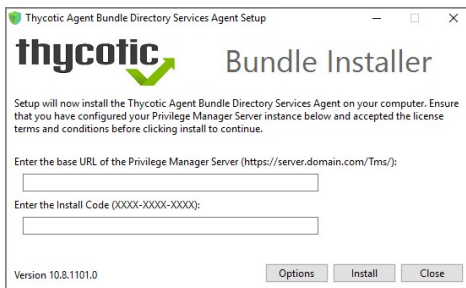 Thycotic Agent Bundle Directory Services Agent Setup
thycotic
Bundle Installer
Setup will now install the Thycotic Agent Bundle Directory Services Agent on your computer. Ensure
that you have configured your Privilege Manager Server instance below and accepted the license
terms and conditions before clicking install to continue.
Enter the base URL of the Privilege Manager Server (https://server.domain.com/Tms/):
Enter the Install Code (XXXX-XXXX-XXXX):
Version 10.8.1101.0
Options
Install
Close